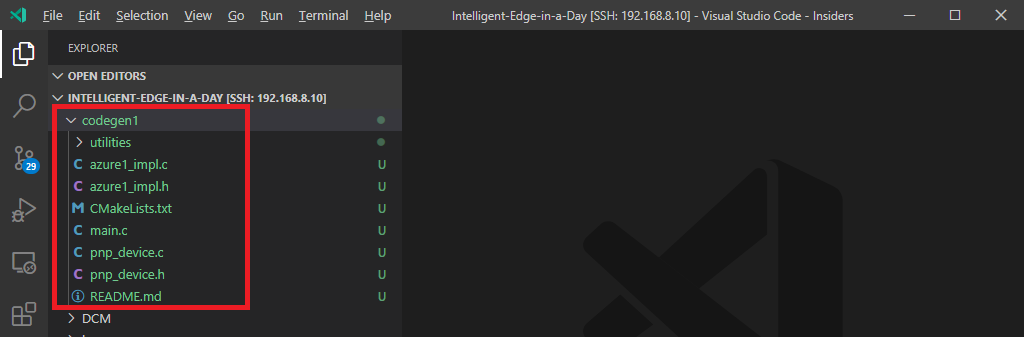 File Edit Selection View Go Run Terminal Help Intelligent-Edge-in-a-Day [SSH: 192.168.8.10] - Visual Studio Code - Insiders
EXPLORER
OPEN EDITORS
INTELLIGENT-EDGE-IN-A-DAY [SSH: 192.168.8.10]
codegen1
utilities
C azure1_impl.c U
C azure1_impl.h U
29
M CMakeLists.txt U
C main.c U
C pnp_device.c U
C pnp_device.h U
README.md U
DCM